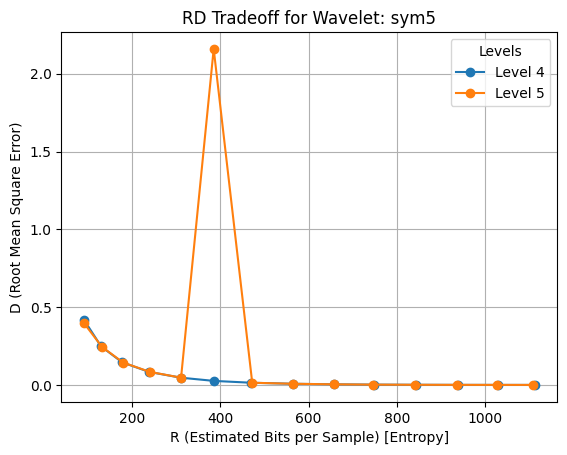 RD Tradeoff for Wavelet: sym5
Levels
Level 4
Level 5
D (Root Mean Square Error)
2.0
1.5
1.0
0.5
0.0
200
400
600
800
1000
R (Estimated Bits per Sample) [Entropy]